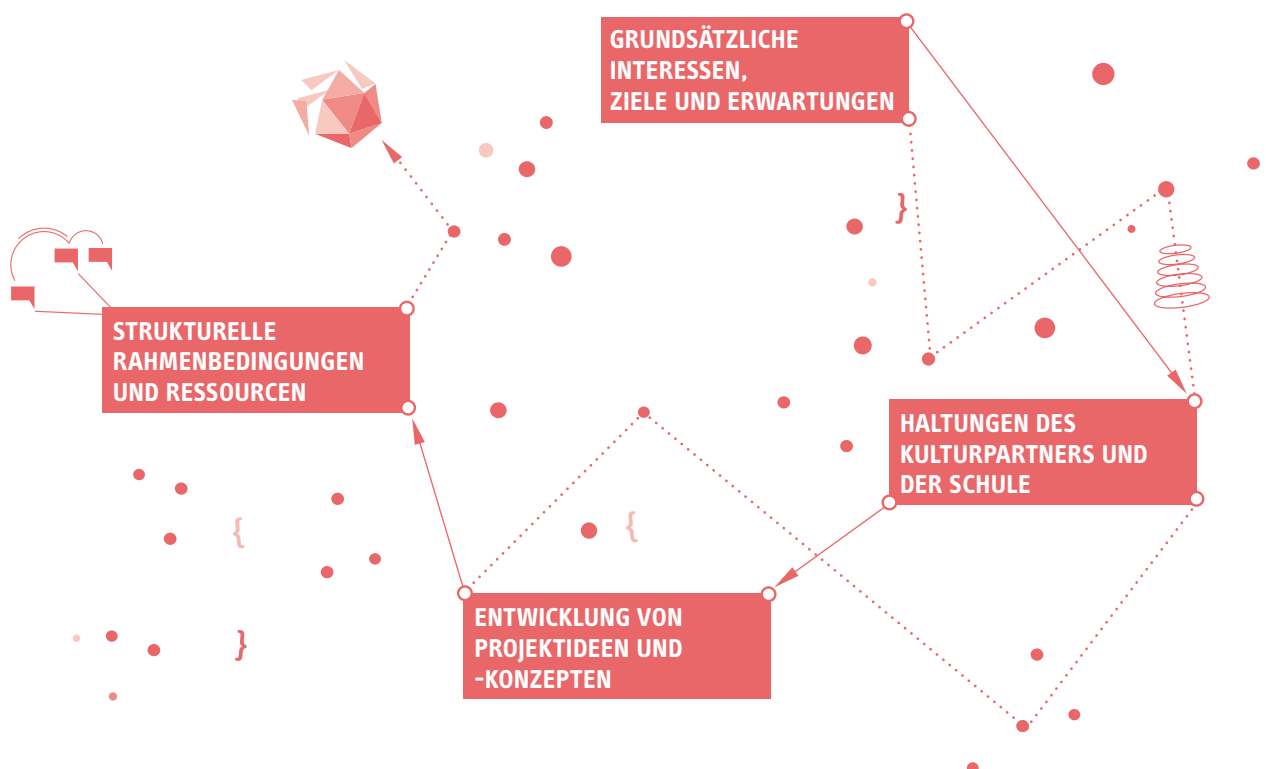 GRUNDSÄTZLICHE
INTERESSEN,
ZIELE UND ERWARTUNGEN
}
STRUKTURELLE
RAHMENBEDINGUNGEN
UND RESSOURCEN
HALTUNGEN DES
KULTURPARTNERS UND
DER SCHULE
{
{
ENTWICKLUNG VON
PROJEKTIDEEN UND
-KONZEPTEN
}